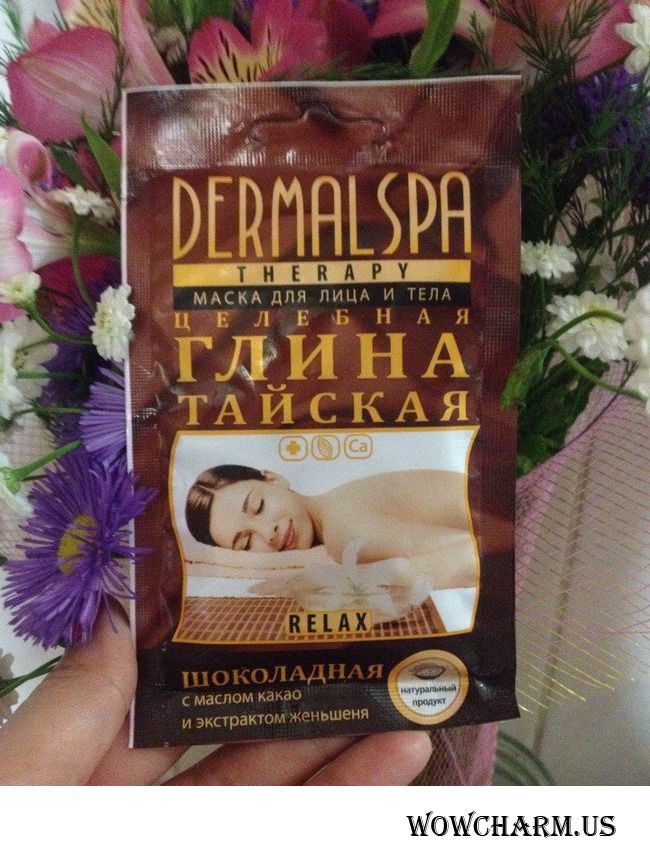 DERMALSPA
THERAPY
МАСКА ДЛЯ ЛИЦА И ТЕЛА
ЦЕЛЕБНАЯ
ГЛИНА
ТАЙСКАЯ
Ca
RELAX
ШОКОЛАДНАЯ
с маслом какао
и экстрактом женьшеня
натуральный
продукт
WOWCHARM.US